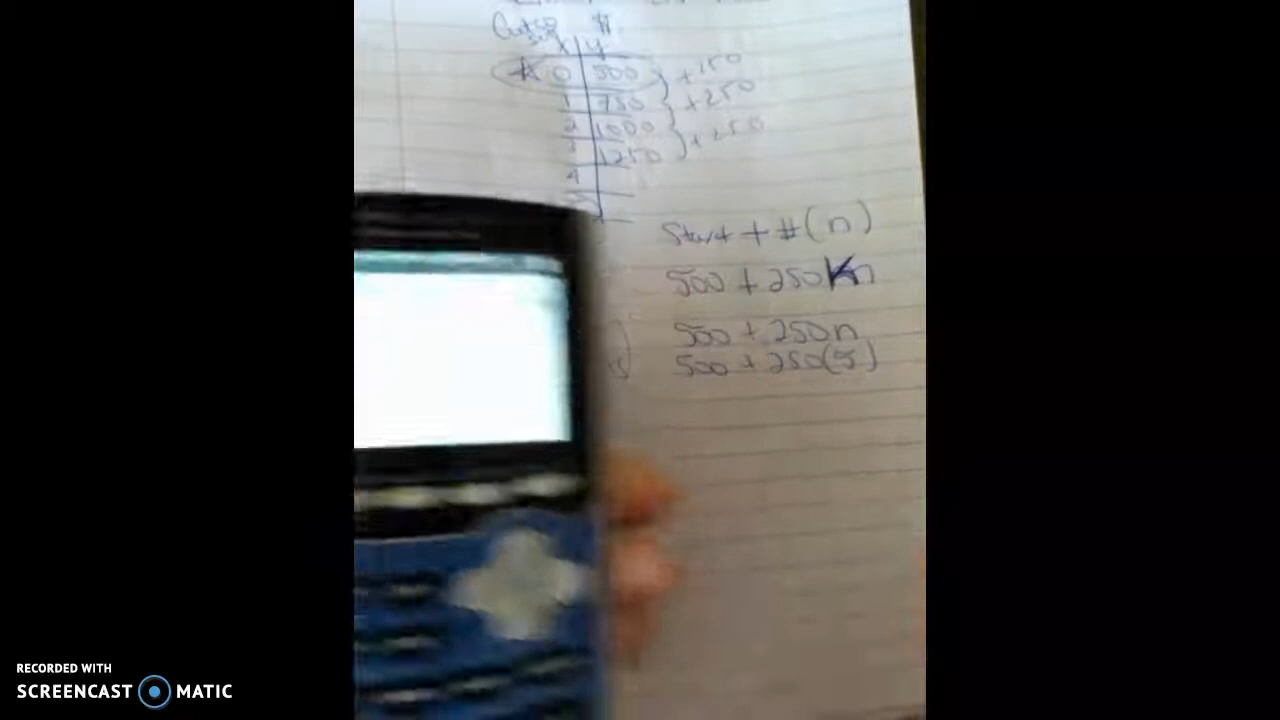 $
x y
0 500 +250
1 750 +250
2 1000 +250
3 1250
4
Start + # (n)
500 + 250 n
500 + 250n
500 + 250(5)
RECORDED WITH
SCREENCAST MATIC